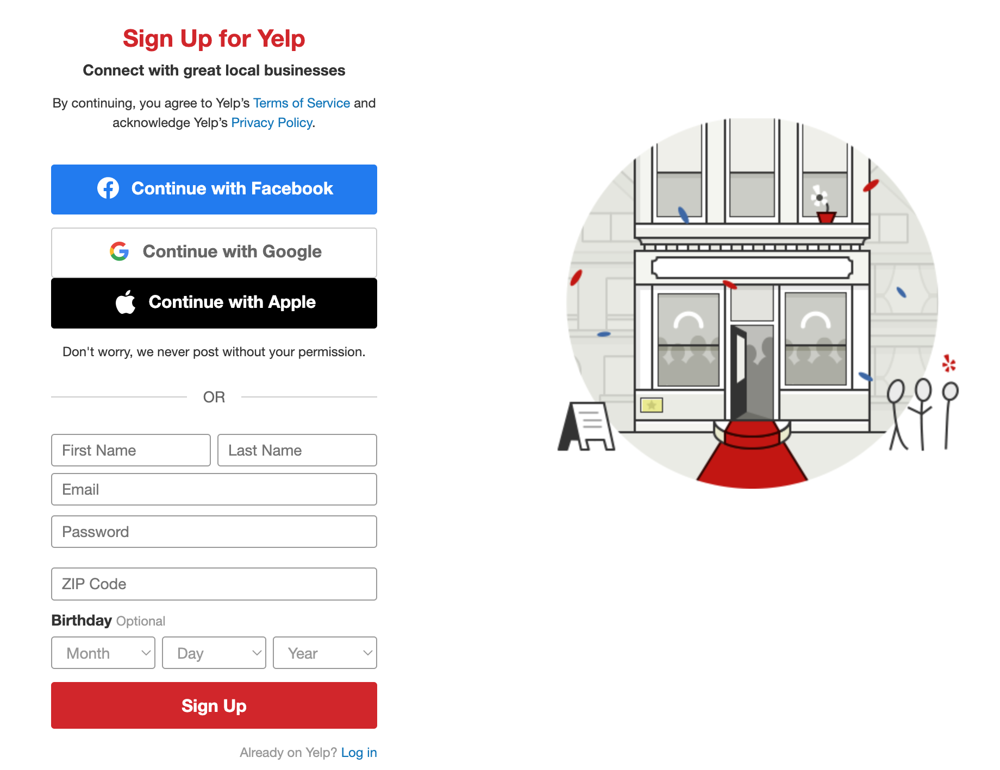 Sign Up for Yelp
Connect with great local businesses
By continuing, you agree to Yelp’s Terms of Service and
acknowledge Yelp’s Privacy Policy.
Continue with Facebook
Continue with Google
Continue with Apple
Don't worry, we never post without your permission.
OR
First Name
Last Name
Email
Password
ZIP Code
Birthday Optional
Month
Day
Year
Sign Up
Already on Yelp? Log in